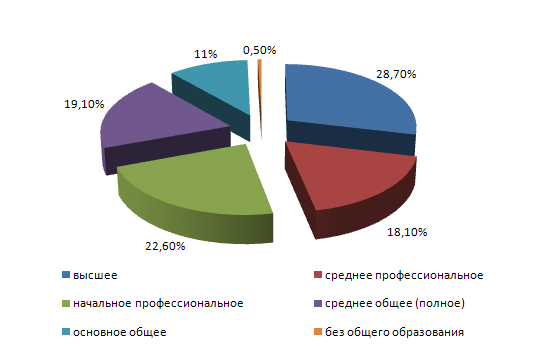 0,50%
11%
28,70%
19,10%
18,10%
22,60%
высшее
среднее профессиональное
начальное профессиональное
среднее общее (полное)
основное общее
без общего образования